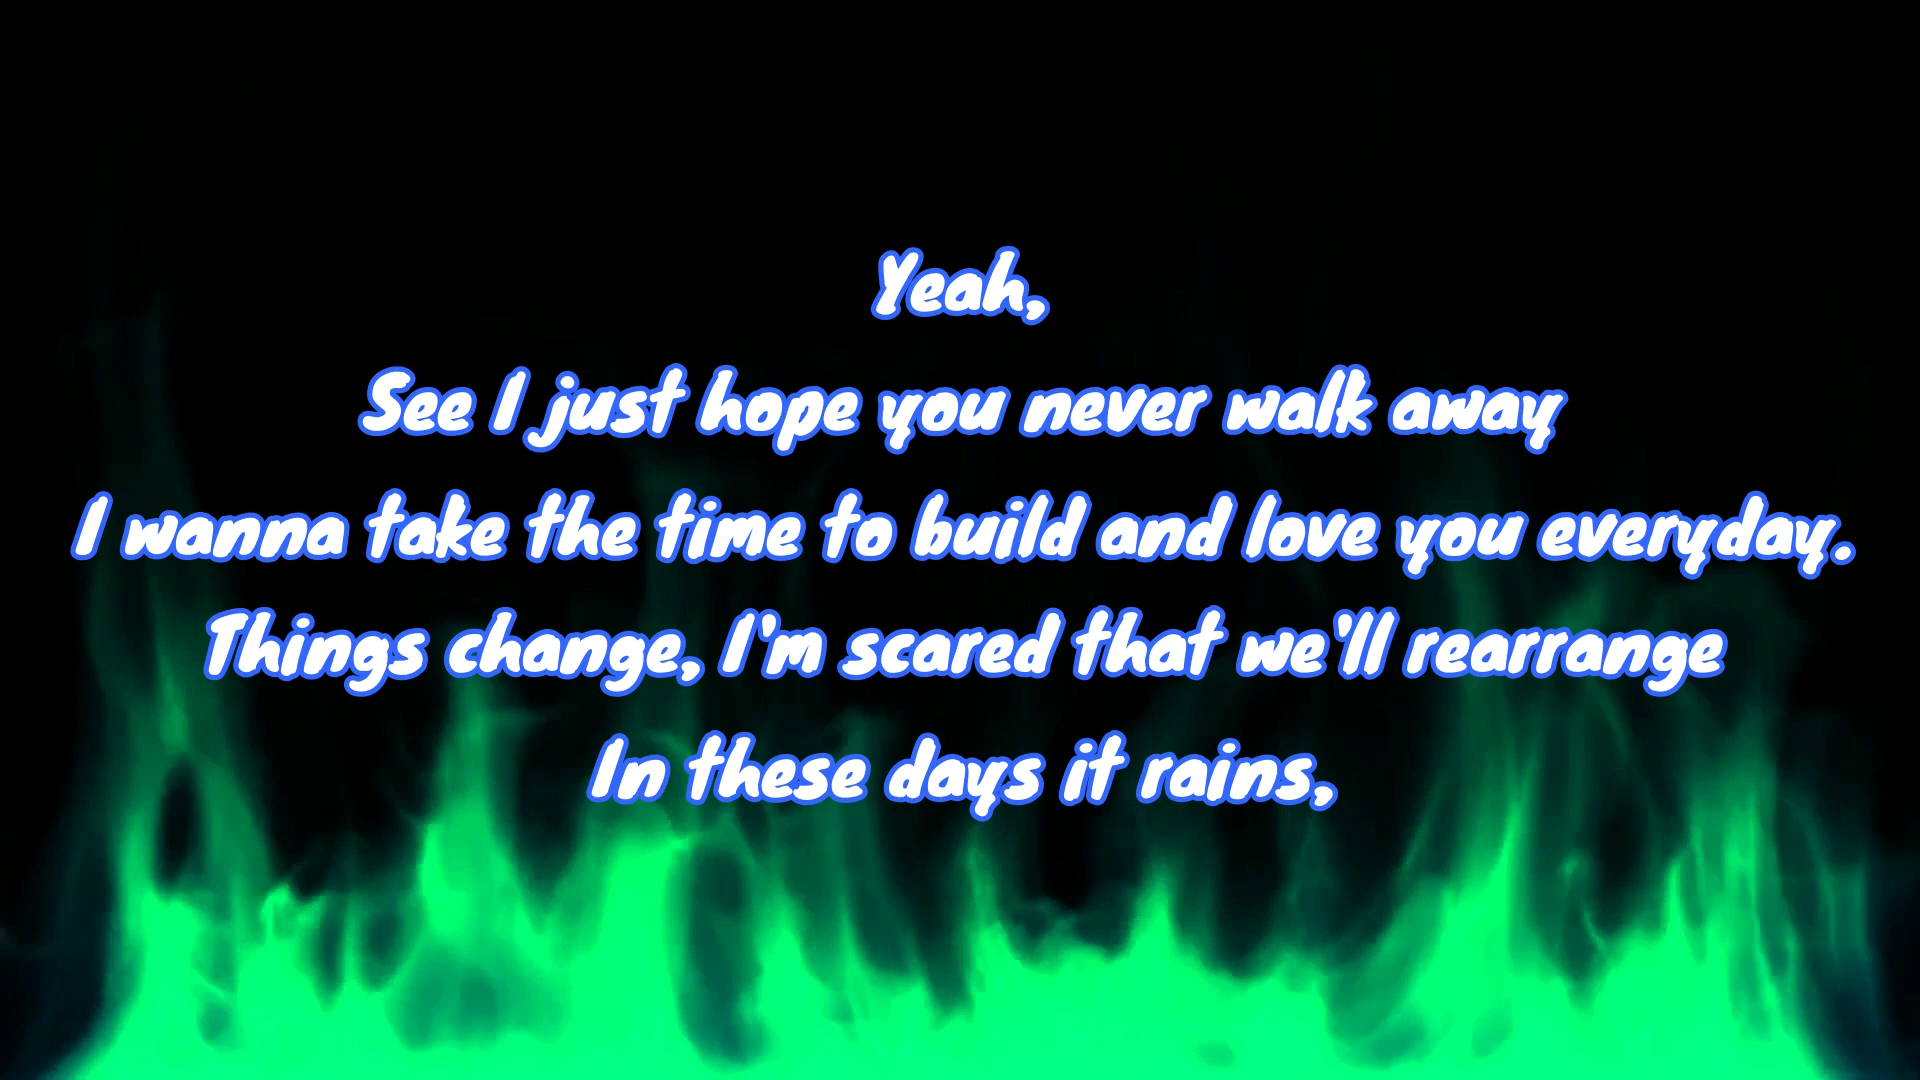 Yeah,
See I just hope you never walk away
I wanna take the time to build and love you everyday.
Things change, I'm scared that we'll rearrange
In these days it rains,